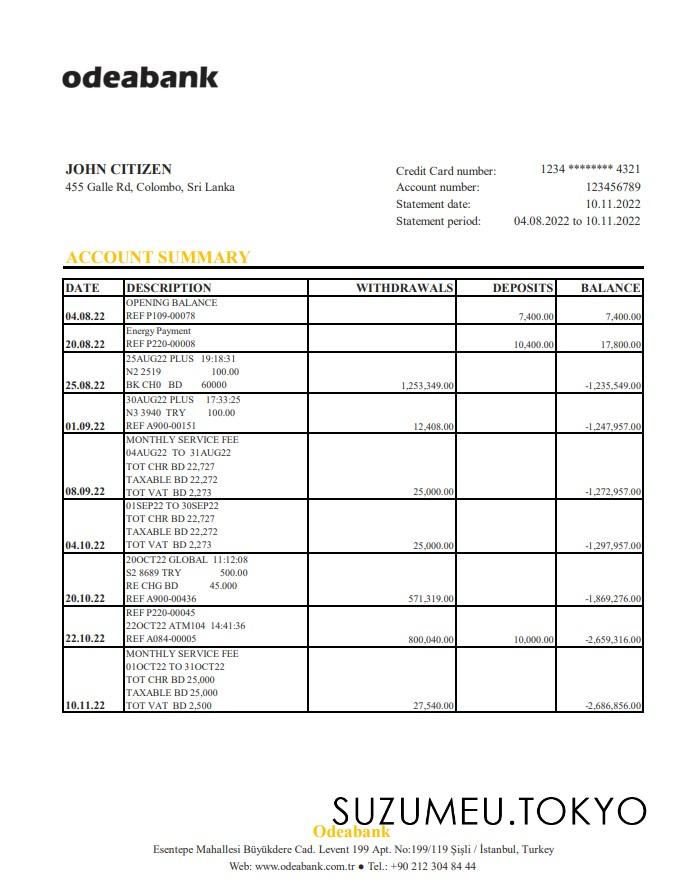 odeabank
JOHN CITIZEN
455 Galle Rd, Colombo, Sri Lanka
Credit Card number: 1234 ******** 4321
Account number: 123456789
Statement date: 10.11.2022
Statement period: 04.08.2022 to 10.11.2022
ACCOUNT SUMMARY
DATE DESCRIPTION WITHDRAWALS DEPOSITS BALANCE
OPENING BALANCE
04.08.22 REF P109-00078 7,400.00 7,400.00
Energy Payment
20.08.22 REF P220-00008 10,400.00 17,800.00
25AUG22 PLUS 19:18:31
N2 2519 100.00
25.08.22 BK CH0 BD 60000 1,253,349.00 -1,235,549.00
30AUG22 PLUS 17:33:25
N3 3940 TRY 100.00
01.09.22 REF A900-00151 12,408.00 -1,247,957.00
MONTHLY SERVICE FEE
04AUG22 TO 31AUG22
TOT CHR BD 22,727
TAXABLE BD 22,272
08.09.22 TOT VAT BD 2,273 25,000.00 -1,272,957.00
01SEP22 TO 30SEP22
TOT CHR BD 22,727
TAXABLE BD 22,272
04.10.22 TOT VAT BD 2,273 25,000.00 -1,297,957.00
20OCT22 GLOBAL 11:12:08
S2 8689 TRY 500.00
RE CHG BD 45.000
20.10.22 REF A900-00436 571,319.00 -1,869,276.00
REF P220-00045
22OCT22 ATM104 14:41:36
22.10.22 REF A084-00005 800,040.00 10,000.00 -2,659,316.00
MONTHLY SERVICE FEE
01OCT22 TO 31OCT22
TOT CHR BD 25,000
TAXABLE BD 25,000
10.11.22 TOT VAT BD 2,500 27,540.00 -2,686,856.00
SUZUMEU.TOKYO
Odeabank
Esentepe Mahallesi Büyükdere Cad. Levent 199 Apt. No:199/119 Şişli / İstanbul, Turkey
Web: www.odeabank.com.tr ● Tel.: +90 212 304 84 44